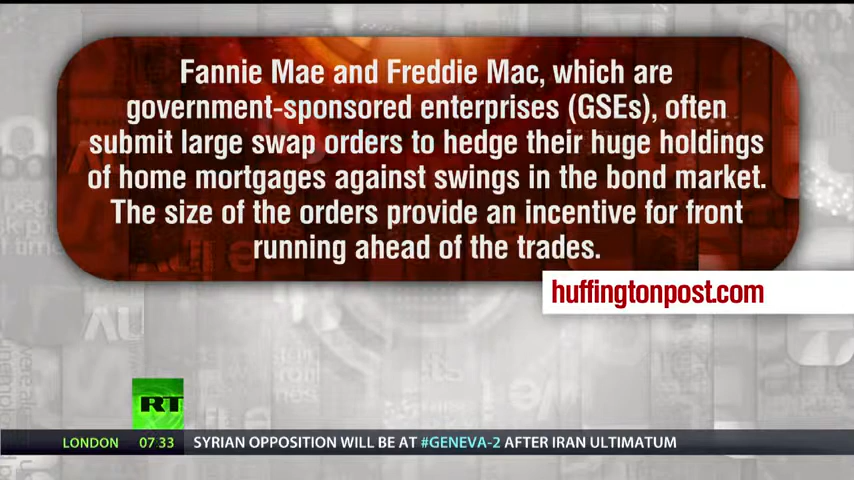 Fannie Mae and Freddie Mac, which are
government-sponsored enterprises (GSEs), often
submit large swap orders to hedge their huge holdings
of home mortgages against swings in the bond market.
The size of the orders provide an incentive for front
running ahead of the trades.
huffingtonpost.com
RT
LONDON 07:33 SYRIAN OPPOSITION WILL BE AT #GENEVA-2 AFTER IRAN ULTIMATUM